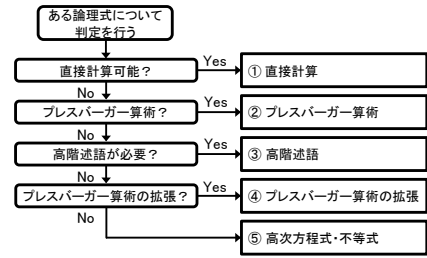 ある論理式について
判定を行う
直接計算可能？
Yes
① 直接計算
No
プレスバーガー算術？
Yes
② プレスバーガー算術
No
高階述語が必要？
Yes
③ 高階述語
No
プレスバーガー算術の拡張？
Yes
④ プレスバーガー算術の拡張
No
⑤ 高次方程式・不等式